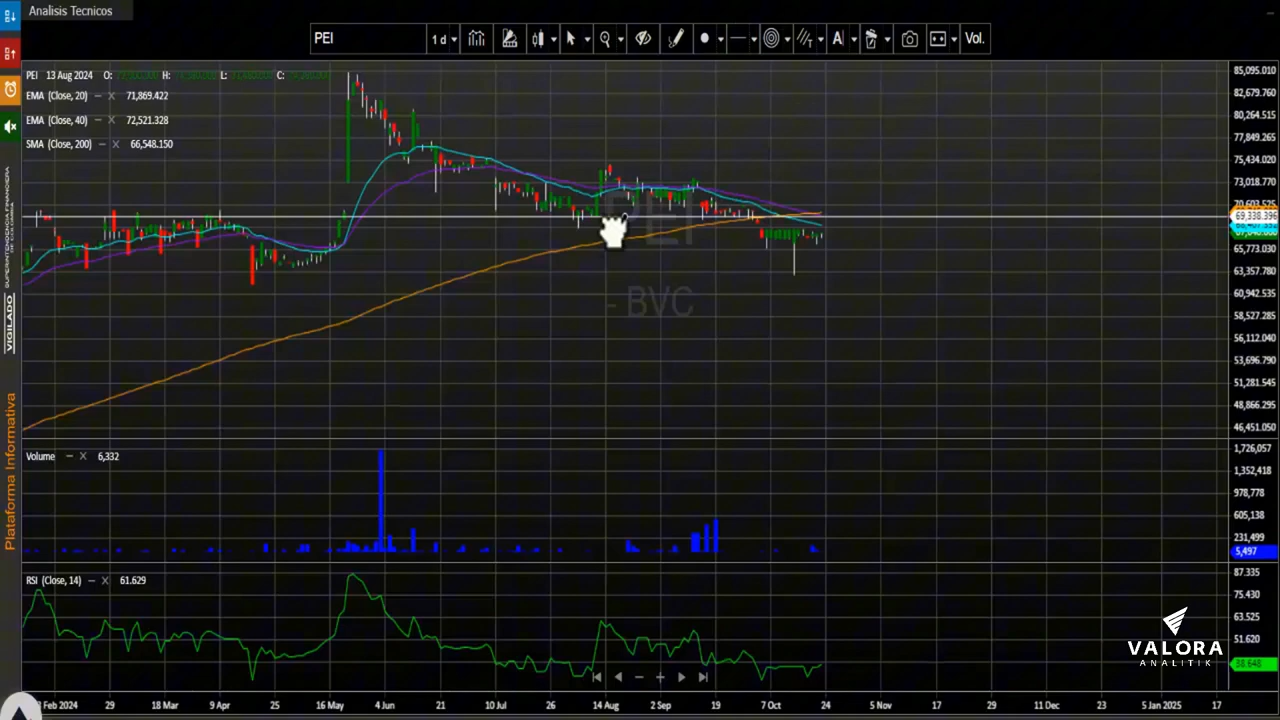 Analisis Tecnicos
PEI
1 d
A
Vol.
PEI 13 Aug 2024 O: H: L: C:
EMA (Close, 20) 71,869.422
EMA (Close, 40) 72,521.328
SMA (Close, 200) 66,548.150
PEI
- BVC
85,095.010
82,679.760
80,264.515
77,849.265
75,434.020
73,018.770
70,603.525
69,338.396
65,773.030
63,357.780
60,942.535
58,527.285
56,112.040
53,696.790
51,281.545
48,866.295
46,451.050
Volume 6,332
1,726,057
1,352,418
978,778
605,138
231,499
5,497
RSI (Close, 14) 61.629
87.335
75.430
63.525
51.620
38.648
Feb 2024 29 18 Mar 9 Apr 25 16 May 4 Jun 21 10 Jul 26 14 Aug 2 Sep 19 7 Oct 24 5 Nov 17 29 11 Dec 23 5 Jan 2025 17
VIGILADO
Plataforma Informativa
VALORA
ANALITIK